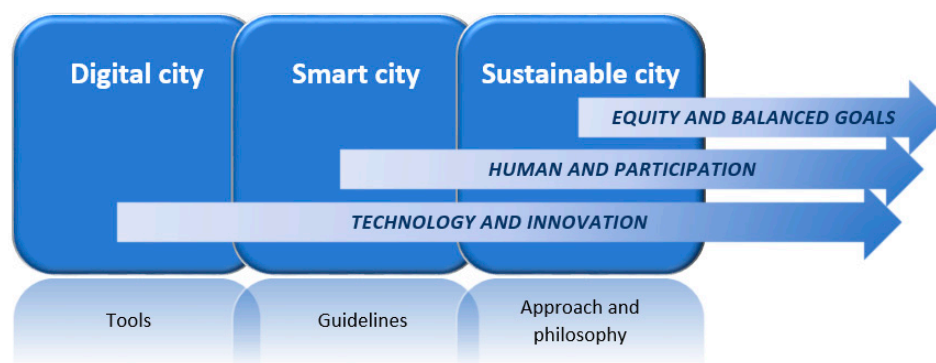 Digital city
Smart city
Sustainable city
EQUITY AND BALANCED GOALS
HUMAN AND PARTICIPATION
TECHNOLOGY AND INNOVATION
Tools
Guidelines
Approach and
philosophy